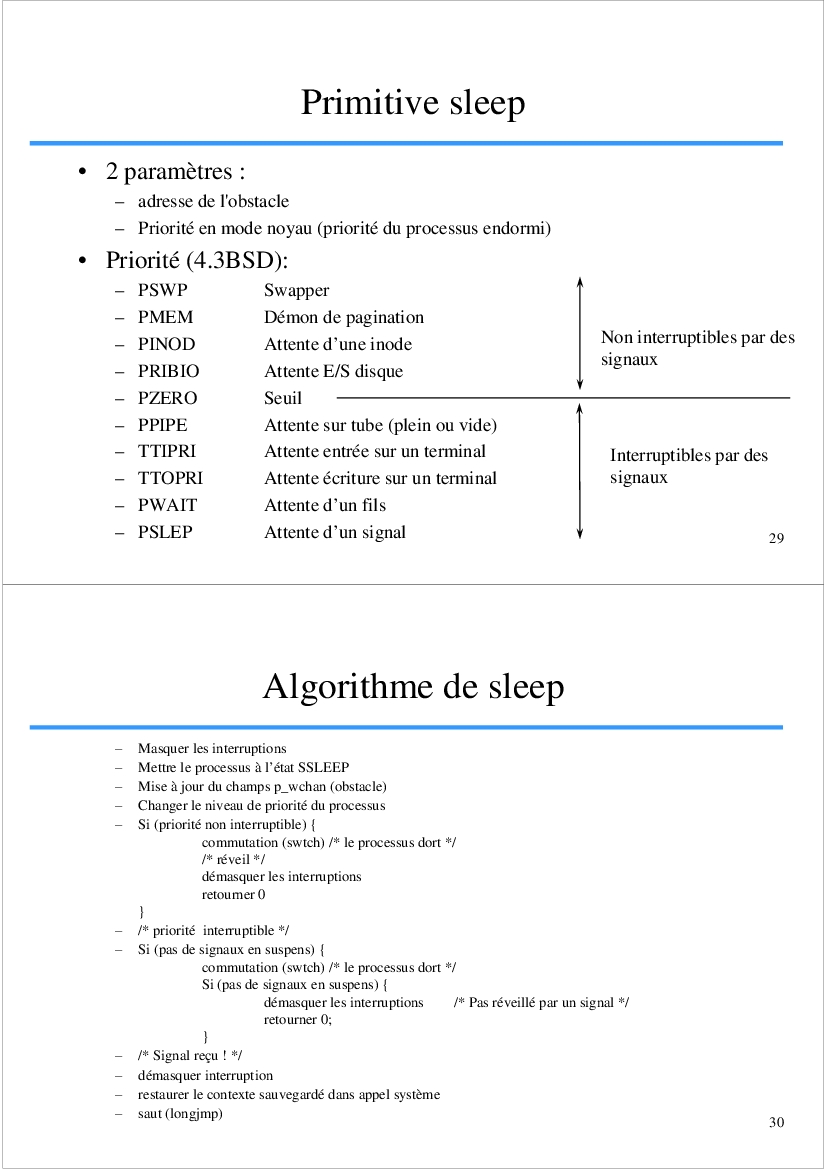 Primitive sleep
• 2 paramètres :
– adresse de l'obstacle
– Priorité en mode noyau (priorité du processus endormi)
• Priorité (4.3BSD):
– PSWP Swapper
– PMEM Démon de pagination
– PINOD Attente d’une inode
– PRIBIO Attente E/S disque
– PZERO Seuil
– PPIPE Attente sur tube (plein ou vide)
– TTIPRI Attente entrée sur un terminal
– TTOPRI Attente écriture sur un terminal
– PWAIT Attente d’un fils
– PSLEP Attente d’un signal
Non interruptibles par des
signaux
Interruptibles par des
signaux
29
Algorithme de sleep
– Masquer les interruptions
– Mettre le processus à l’état SSLEEP
– Mise à jour du champs p_wchan (obstacle)
– Changer le niveau de priorité du processus
– Si (priorité non interruptible) {
commutation (swtch) /* le processus dort */
/* réveil */
démasquer les interruptions
retourner 0
}
– /* priorité interruptible */
– Si (pas de signaux en suspens) {
commutation (swtch) /* le processus dort */
Si (pas de signaux en suspens) {
démasquer les interruptions /* Pas réveillé par un signal */
retourner 0;
}
– /* Signal reçu ! */
– démasquer interruption
– restaurer le contexte sauvegardé dans appel système
– saut (longjmp)
30